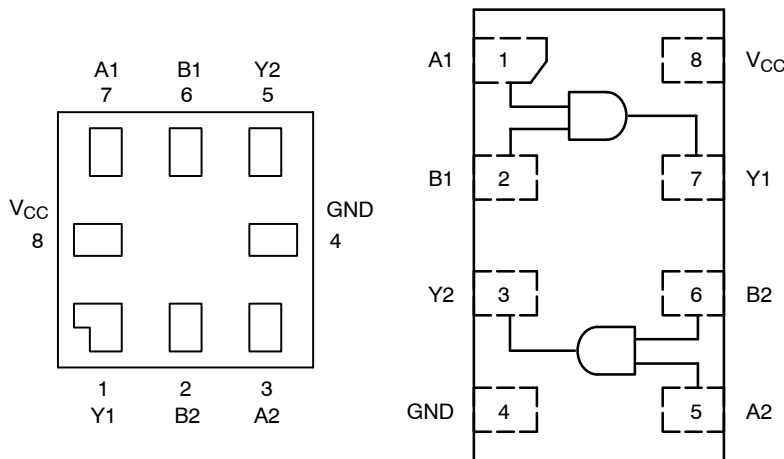 A1 B1 Y2
7 6 5
VCC
8
GND
4
1 2 3
Y1 B2 A2
A1 1 8 VCC
B1 2 7 Y1
Y2 3 6 B2
GND 4 5 A2